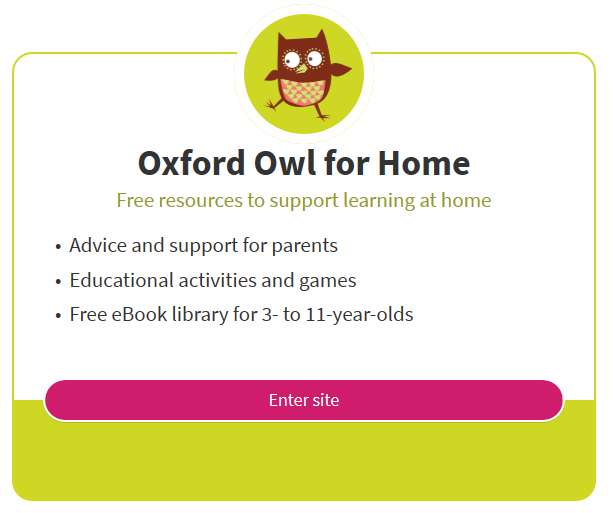 Oxford Owl for Home
Free resources to support learning at home
• Advice and support for parents
• Educational activities and games
• Free eBook library for 3- to 11-year-olds
Enter site